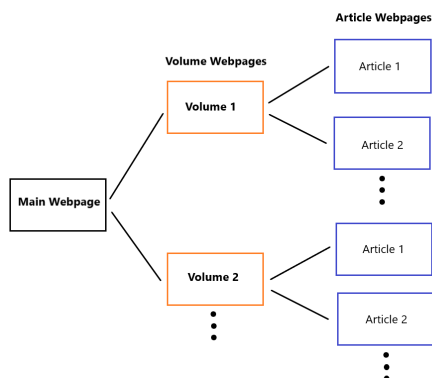 Article Webpages
Volume Webpages
Article 1
Volume 1
Article 2
Main Webpage
Article 1
Volume 2
Article 2